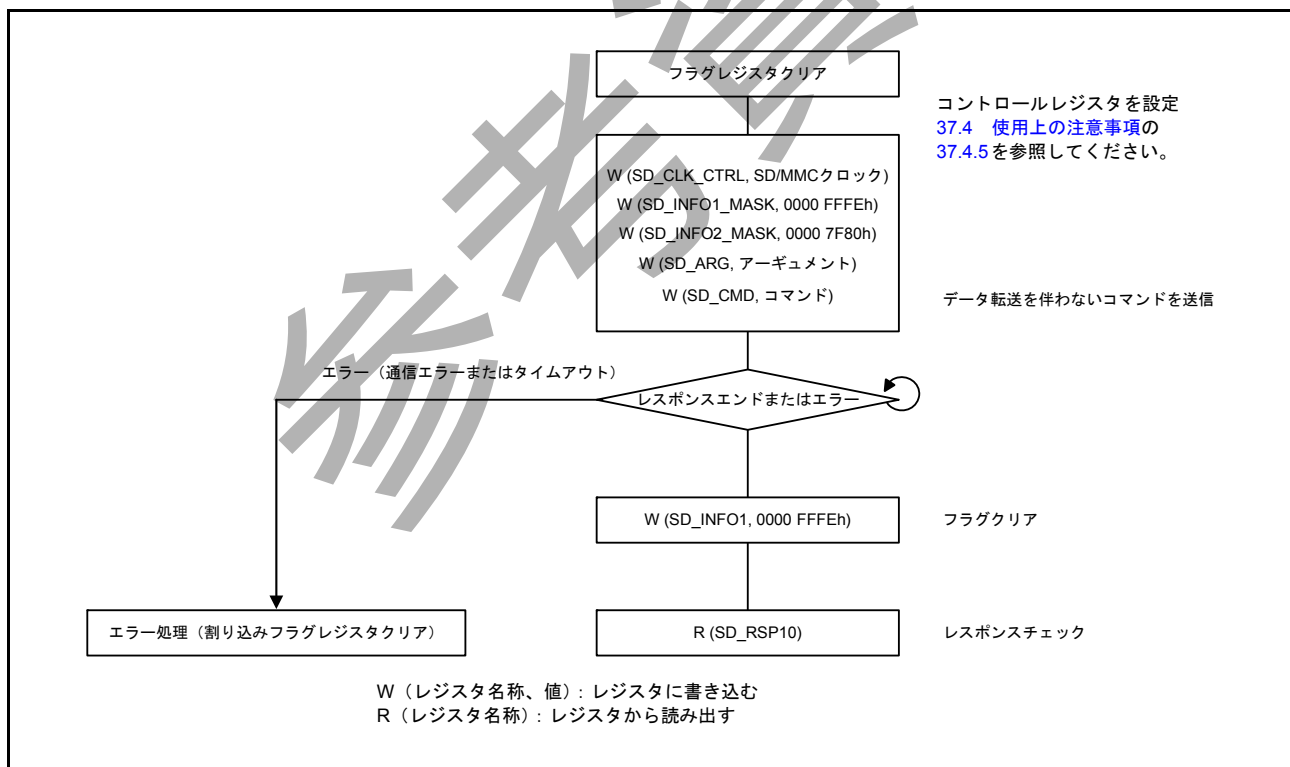 フラグレジスタクリア
コントロールレジスタを設定
37.4 使用上の注意事項の
37.4.5を参照してください。
W (SD_CLK_CTRL, SD/MMCクロック)
W (SD_INFO1_MASK, 0000 FFFEh)
W (SD_INFO2_MASK, 0000 7F80h)
W (SD_ARG, アーギュメント)
W (SD_CMD, コマンド)
データ転送を伴わないコマンドを送信
エラー（通信エラーまたはタイムアウト）
レスポンスエンドまたはエラー
W (SD_INFO1, 0000 FFFEh)
フラグクリア
エラー処理（割り込みフラグレジスタクリア）
R (SD_RSP10)
レスポンスチェック
W（レジスタ名称、値）: レジスタに書き込む
R（レジスタ名称）: レジスタから読み出す
参考